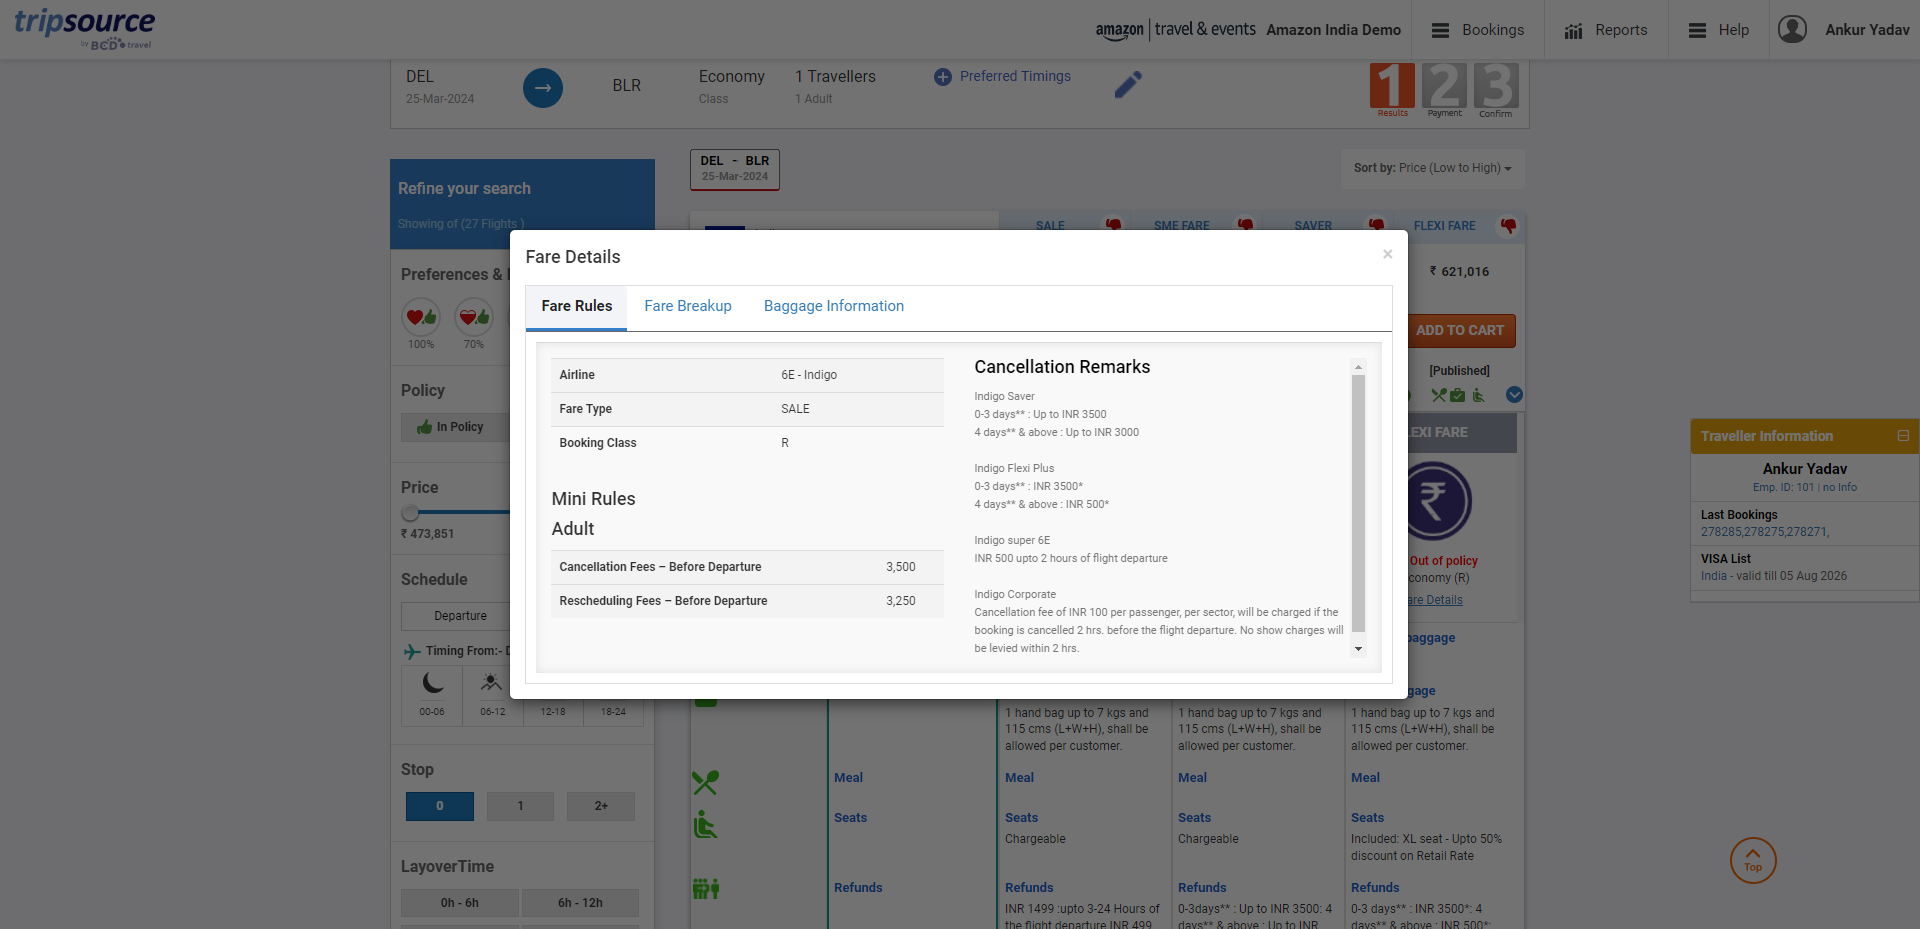 tripsource
by BCD travel
amazon | travel & events
Amazon India Demo
Bookings
Reports
Help
Ankur Yadav
DEL
25-Mar-2024
BLR
Economy
Class
1 Travellers
1 Adult
Preferred Timings
1
Results
2
Payment
3
Confirm
Refine your search
Showing of (27 Flights )
DEL - BLR
25-Mar-2024
Sort by: Price (Low to High)
SALE
SME FARE
SAVER
FLEXI FARE
₹ 621,016
ADD TO CART
[Published]
Preferences &
100%
70%
Policy
In Policy
Price
₹ 473,851
Schedule
Departure
Timing From:-
00-06
06-12
12-18
18-24
Stop
0
1
2+
LayoverTime
0h - 6h
6h - 12h
Fare Details
×
Fare Rules
Fare Breakup
Baggage Information
Airline
6E - Indigo
Fare Type
SALE
Booking Class
R
Mini Rules
Adult
Cancellation Fees – Before Departure
3,500
Rescheduling Fees – Before Departure
3,250
Cancellation Remarks
Indigo Saver
0-3 days** : Up to INR 3500
4 days** & above : Up to INR 3000
Indigo Flexi Plus
0-3 days** : INR 3500*
4 days** & above : INR 500*
Indigo super 6E
INR 500 upto 2 hours of flight departure
Indigo Corporate
Cancellation fee of INR 100 per passenger, per sector, will be charged if the
booking is cancelled 2 hrs. before the flight departure. No show charges will
be levied within 2 hrs.
EXI FARE
₹
Out of policy
conomy (R)
are Details
baggage
gage
1 hand bag up to 7 kgs and
115 cms (L+W+H), shall be
allowed per customer.
1 hand bag up to 7 kgs and
115 cms (L+W+H), shall be
allowed per customer.
1 hand bag up to 7 kgs and
115 cms (L+W+H), shall be
allowed per customer.
Meal
Meal
Meal
Meal
Seats
Seats
Chargeable
Seats
Chargeable
Seats
Included: XL seat - Upto 50%
discount on Retail Rate
Refunds
Refunds
INR 1499 :upto 3-24 Hours of
the flight departure INR 499
Refunds
0-3days** : Up to INR 3500: 4
days** & above : Up to INR
Refunds
0-3 days** : INR 3500*: 4
days** & above : INR 500*:
Traveller Information
Ankur Yadav
Emp. ID: 101 | no Info
Last Bookings
278285,278275,278271,
VISA List
India - valid till 05 Aug 2026
Top